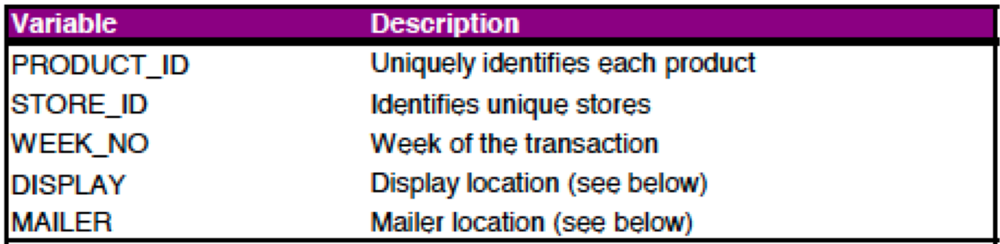 Variable Description
PRODUCT_ID Uniquely identifies each product
STORE_ID Identifies unique stores
WEEK_NO Week of the transaction
DISPLAY Display location (see below)
MAILER Mailer location (see below)